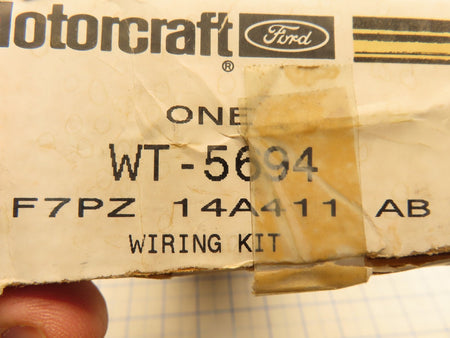 Motorcraft Ford
®
ONE
WT-5694
F7PZ 14A411 AB
WIRING KIT